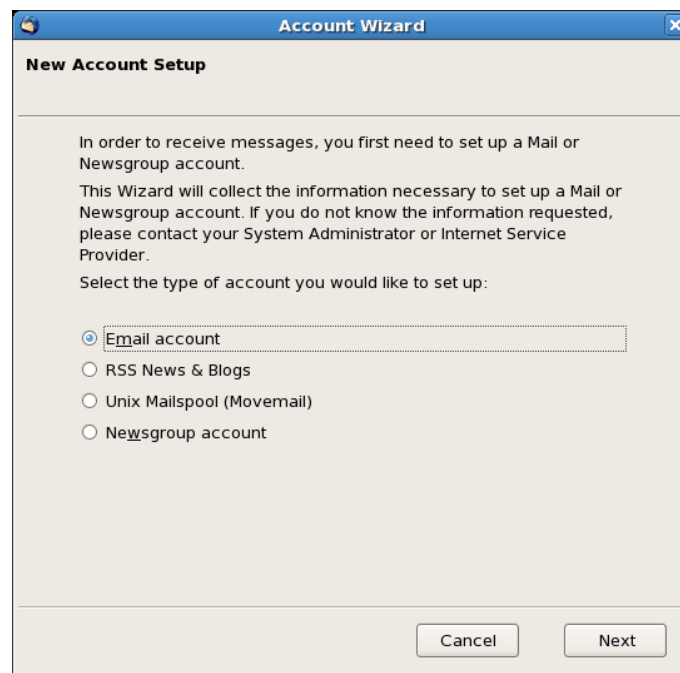 Account Wizard
New Account Setup
In order to receive messages, you first need to set up a Mail or
Newsgroup account.
This Wizard will collect the information necessary to set up a Mail or
Newsgroup account. If you do not know the information requested,
please contact your System Administrator or Internet Service
Provider.
Select the type of account you would like to set up:
Email account
RSS News & Blogs
Unix Mailspool (Movemail)
Newsgroup account
Cancel Next